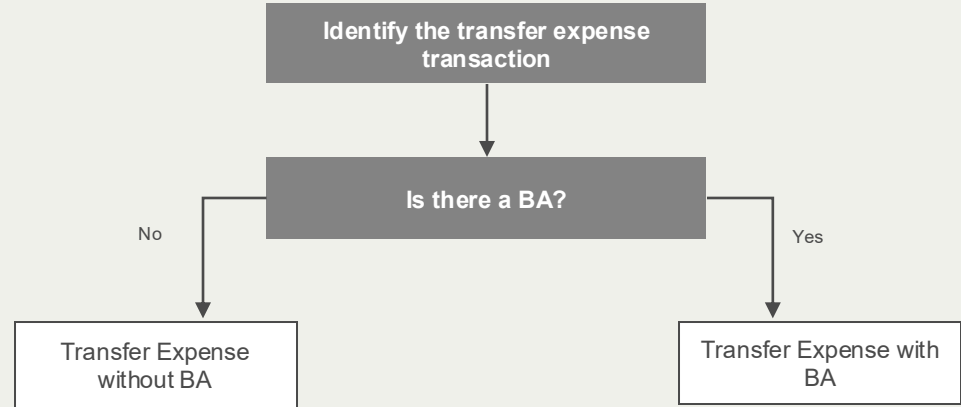 Identify the transfer expense
transaction
Is there a BA?
No
Yes
Transfer Expense
without BA
Transfer Expense with
BA